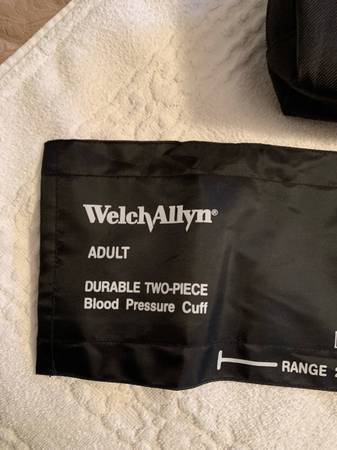 WelchAllyn®
ADULT
DURABLE TWO-PIECE
Blood Pressure Cuff
RANGE